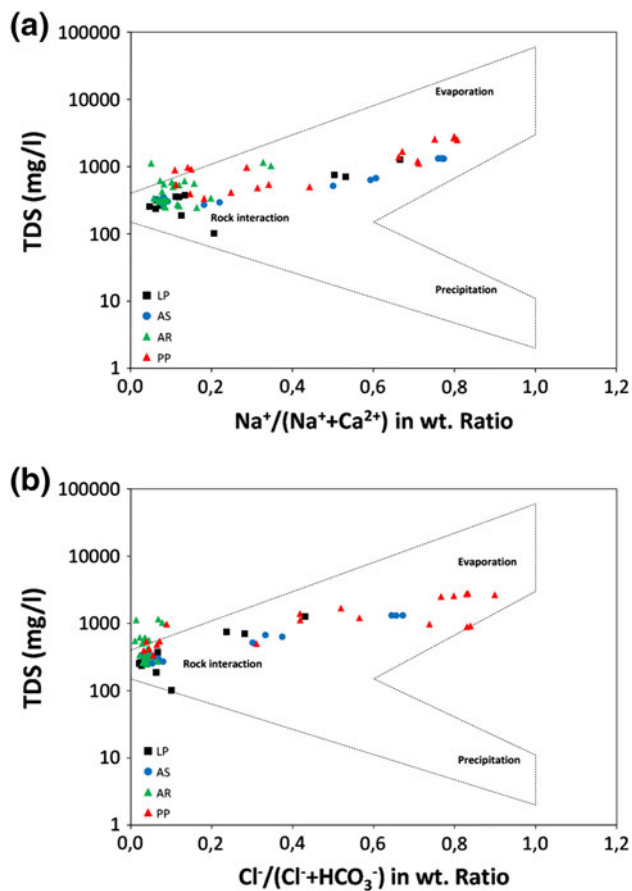 (a)
100000
10000
1000
100
10
1
TDS (mg/l)
Evaporation
Rock interaction
Precipitation
LP
AS
AR
PP
0,0 0,2 0,4 0,6 0,8 1,0 1,2
Na⁺/(Na⁺+Ca²⁺) in wt. Ratio
(b)
100000
10000
1000
100
10
1
TDS (mg/l)
Evaporation
Rock interaction
Precipitation
LP
AS
AR
PP
0,0 0,2 0,4 0,6 0,8 1,0 1,2
Cl⁻/(Cl⁻+HCO₃⁻) in wt. Ratio